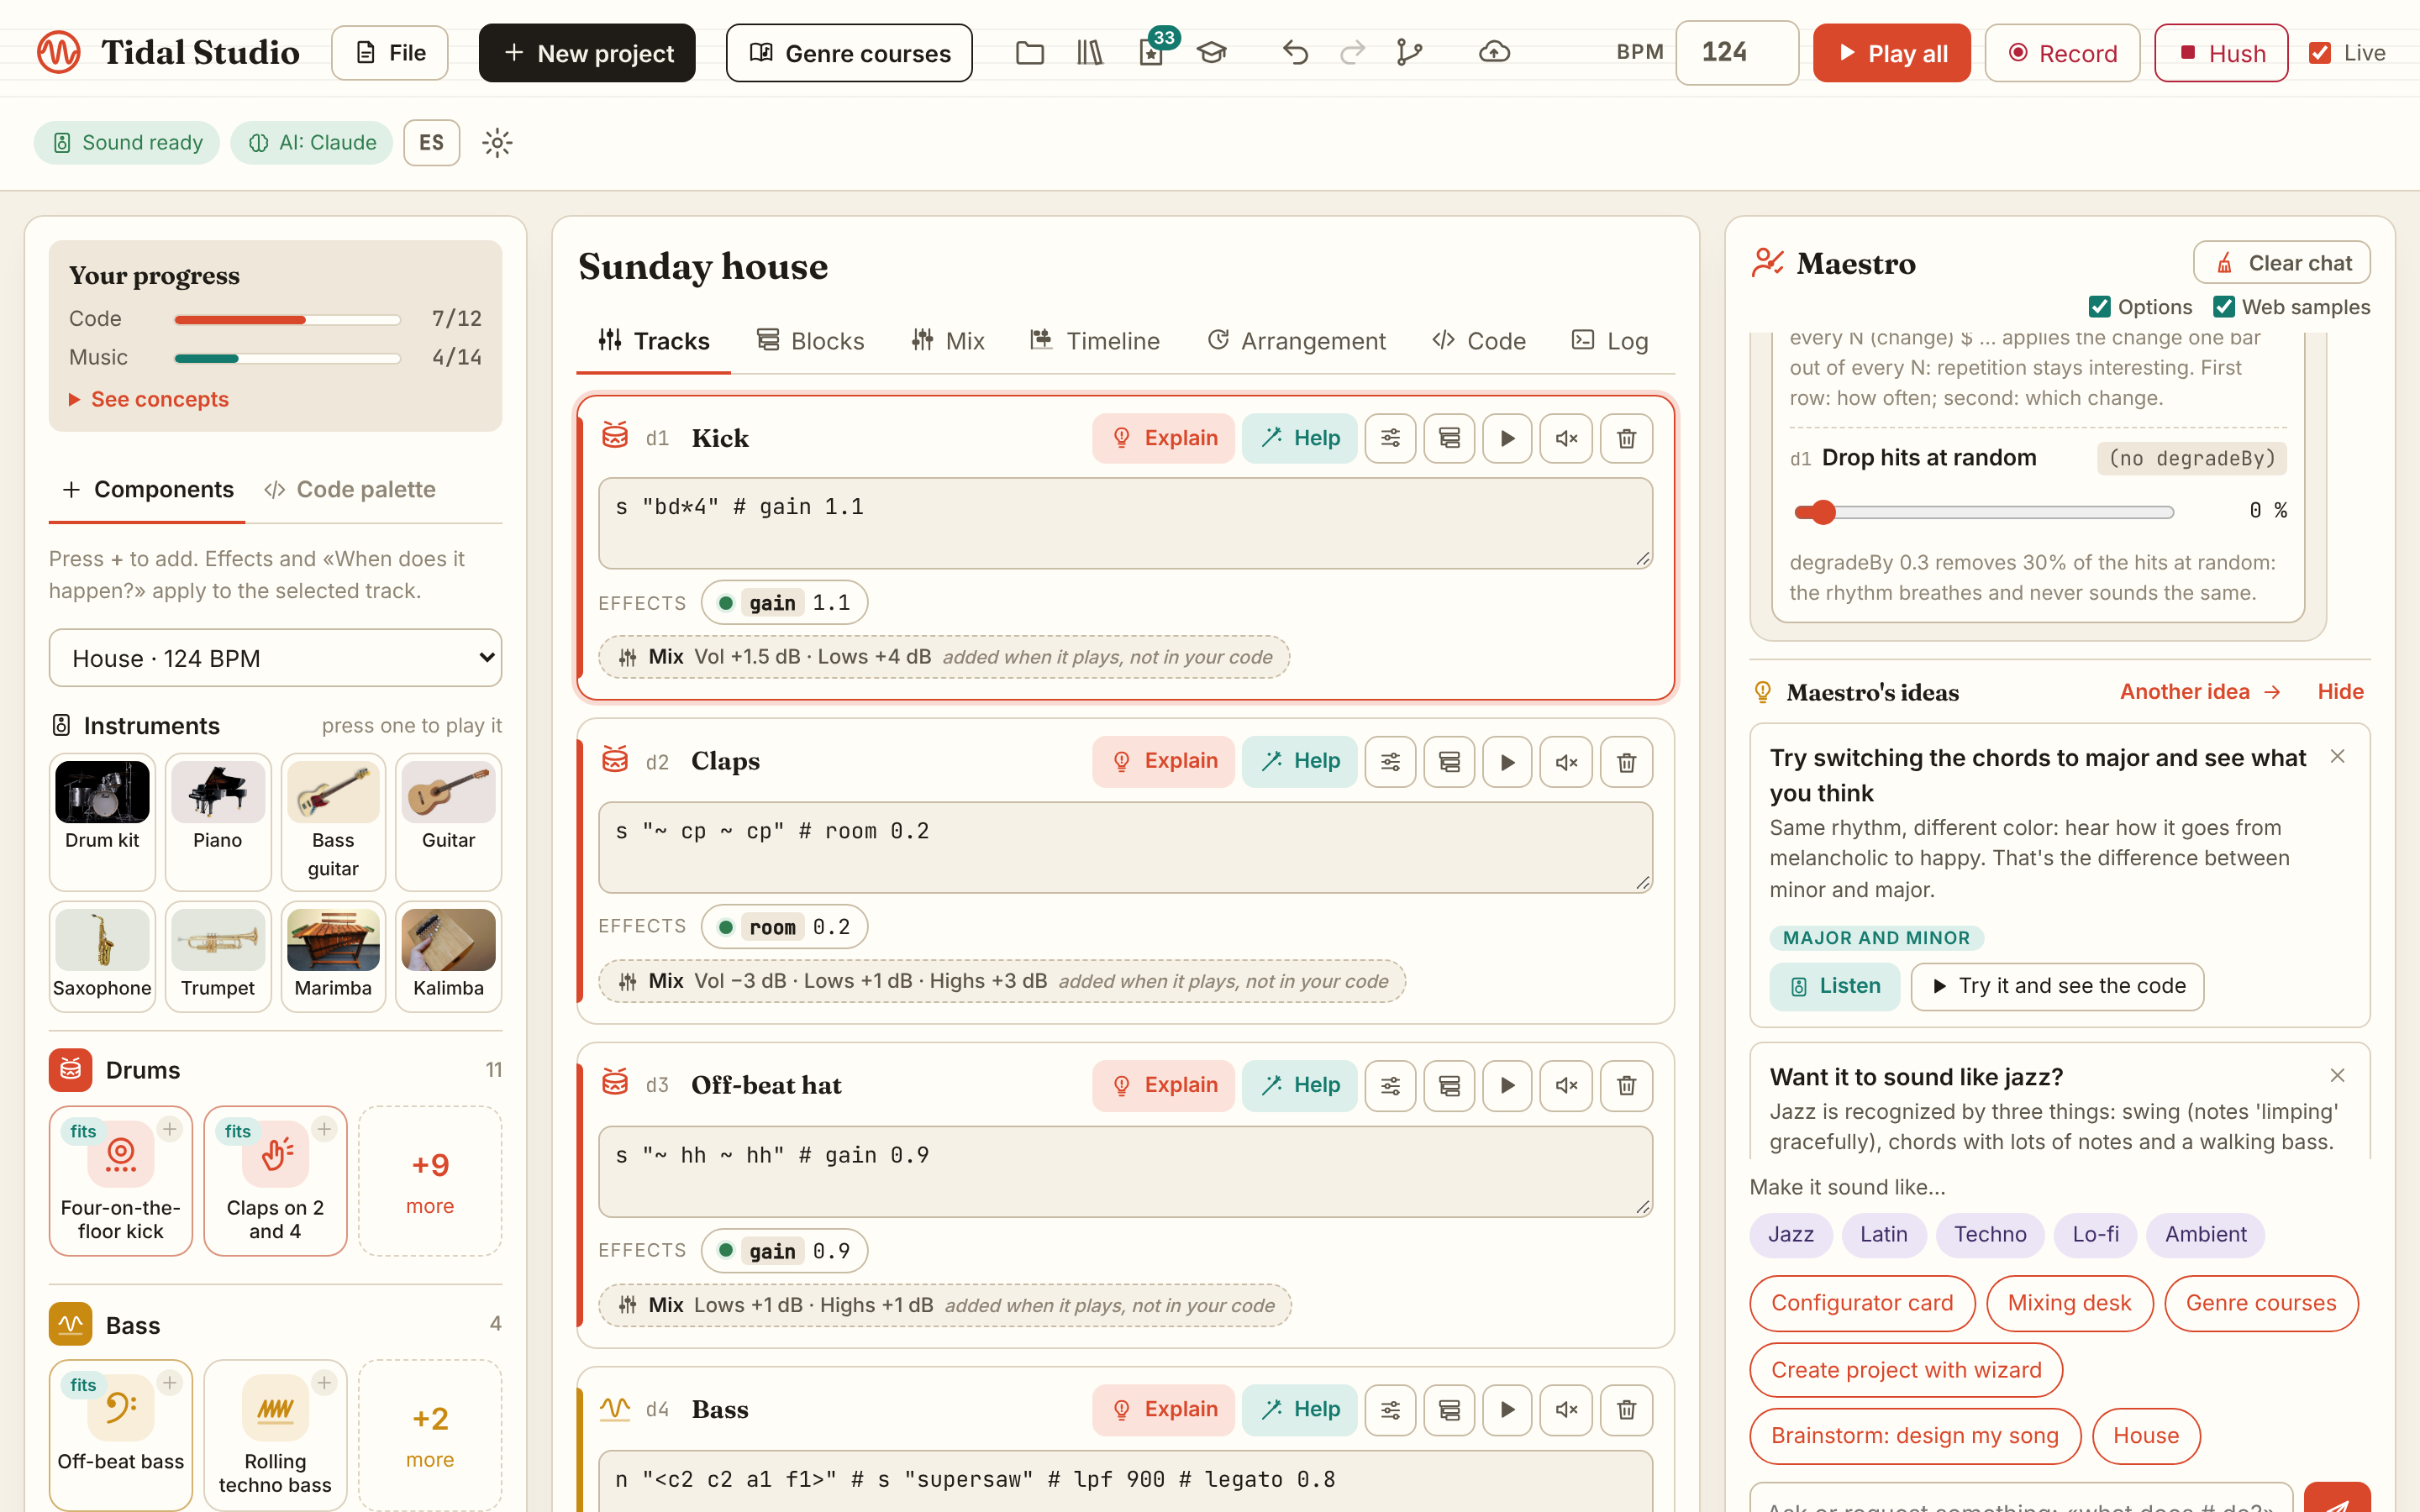 Tidal Studio
File
New project
Genre courses
33
BPM
124
Play all
Record
Hush
Live
Sound ready
AI: Claude
ES
Your progress
Code 7/12
Music 4/14
See concepts
Components
Code palette
Press + to add. Effects and «When does it
happen?» apply to the selected track.
House · 124 BPM
Instruments
press one to play it
Drum kit
Piano
Bass
guitar
Guitar
Saxophone
Trumpet
Marimba
Kalimba
Drums
11
fits
Four-on-the-
floor kick
fits
Claps on 2
and 4
+9
more
Bass
4
fits
Off-beat bass
Rolling
techno bass
+2
more
Sunday house
Tracks
Blocks
Mix
Timeline
Arrangement
Code
Log
d1 Kick
Explain
Help
s "bd*4" # gain 1.1
EFFECTS gain 1.1
Mix Vol +1.5 dB · Lows +4 dB added when it plays, not in your code
d2 Claps
Explain
Help
s "~ cp ~ cp" # room 0.2
EFFECTS room 0.2
Mix Vol −3 dB · Lows +1 dB · Highs +3 dB added when it plays, not in your code
d3 Off-beat hat
Explain
Help
s "~ hh ~ hh" # gain 0.9
EFFECTS gain 0.9
Mix Lows +1 dB · Highs +1 dB added when it plays, not in your code
d4 Bass
Explain
Help
n "<c2 c2 a1 f1>" # s "supersaw" # lpf 900 # legato 0.8
Maestro
Clear chat
Options
Web samples
every N (change) $ ... applies the change one bar
out of every N: repetition stays interesting. First
row: how often; second: which change.
d1 Drop hits at random
(no degradeBy)
0 %
degradeBy 0.3 removes 30% of the hits at random:
the rhythm breathes and never sounds the same.
Maestro's ideas
Another idea →
Hide
Try switching the chords to major and see what
you think
Same rhythm, different color: hear how it goes from
melancholic to happy. That's the difference between
minor and major.
MAJOR AND MINOR
Listen
Try it and see the code
Want it to sound like jazz?
Jazz is recognized by three things: swing (notes 'limping'
gracefully), chords with lots of notes and a walking bass.
Make it sound like...
Jazz
Latin
Techno
Lo-fi
Ambient
Configurator card
Mixing desk
Genre courses
Create project with wizard
Brainstorm: design my song
House
Ask or request something: «what does # do?»